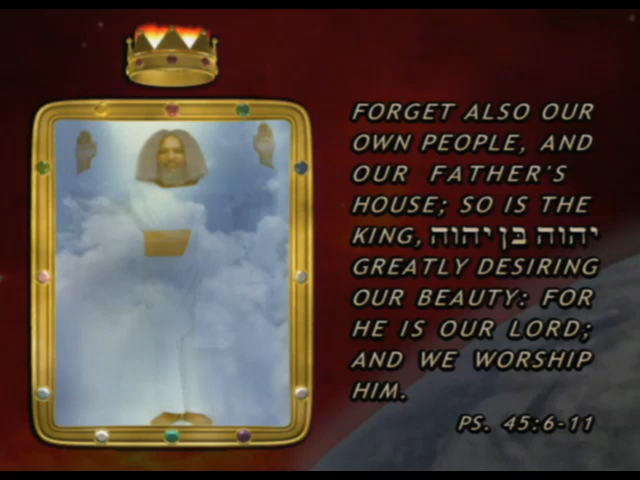 FORGET ALSO OUR
OWN PEOPLE, AND
OUR FATHER'S
HOUSE; SO IS THE
KING, יהוה בן יהוה
GREATLY DESIRING
OUR BEAUTY: FOR
HE IS OUR LORD;
AND WE WORSHIP
HIM.
PS. 45:6-11